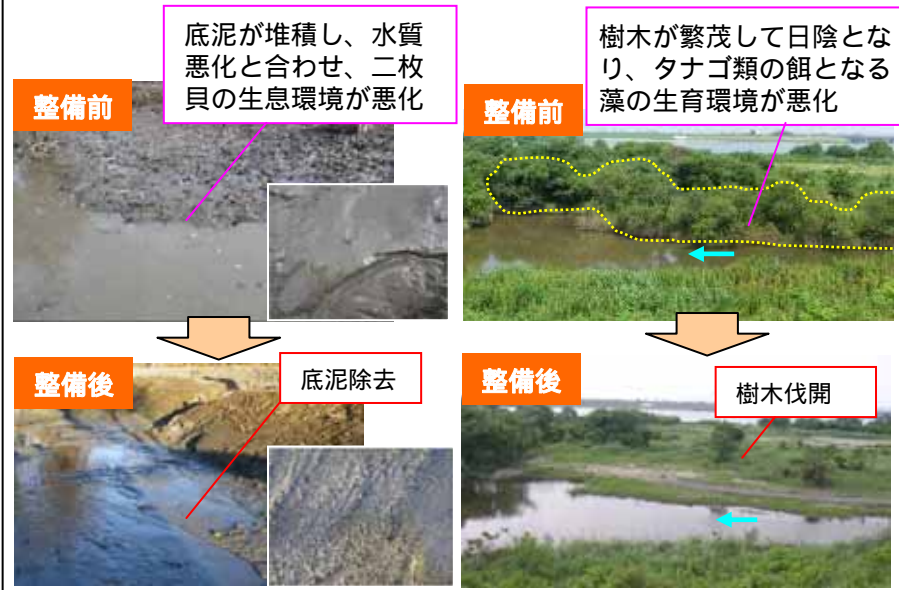 底泥が堆積し、水質
悪化と合わせ、二枚
貝の生息環境が悪化
整備前
樹木が繁茂して日陰とな
り、タナゴ類の餌となる
藻の生育環境が悪化
整備前
整備後
底泥除去
整備後
樹木伐開